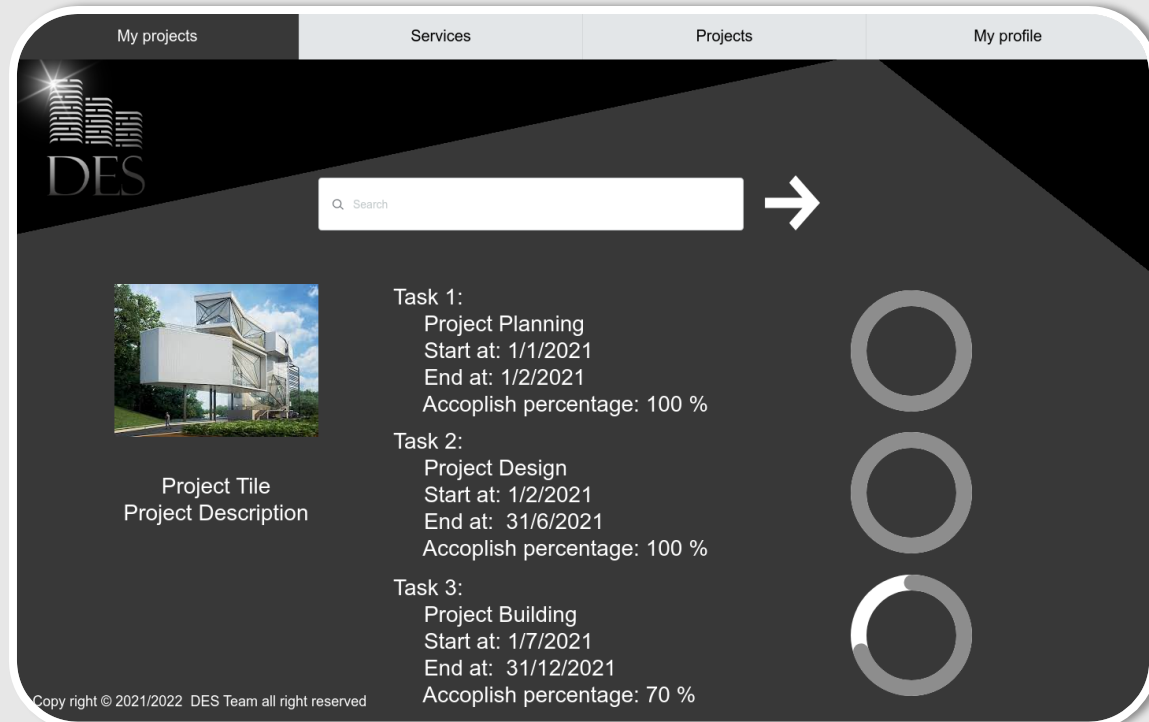 My projects
Services
Projects
My profile
DES
Search
Task 1:
Project Planning
Start at: 1/1/2021
End at: 1/2/2021
Accoplish percentage: 100 %
Project Tile
Project Description
Task 2:
Project Design
Start at: 1/2/2021
End at:  31/6/2021
Accoplish percentage: 100 %
Task 3:
Project Building
Start at: 1/7/2021
End at:  31/12/2021
Accoplish percentage: 70 %
Copy right © 2021/2022  DES Team all right reserved